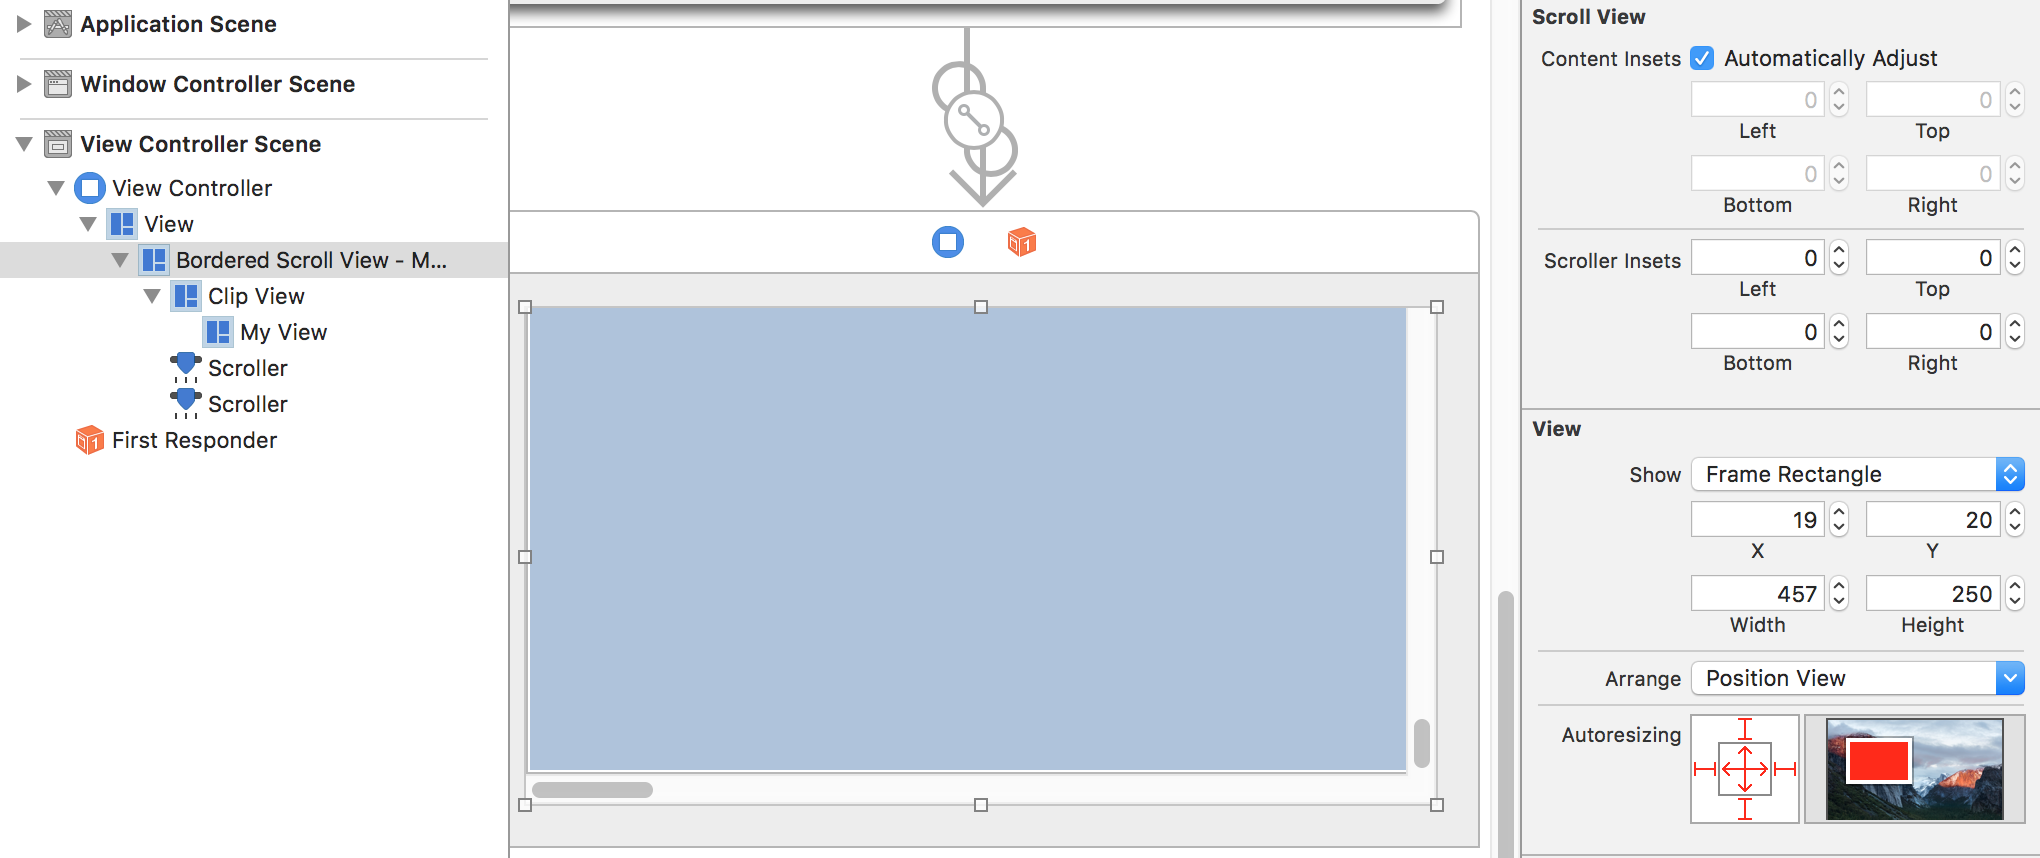 Application Scene
Window Controller Scene
View Controller Scene
View Controller
View
Bordered Scroll View - M...
Clip View
My View
Scroller
Scroller
1 First Responder
1
Scroll View
Content Insets Automatically Adjust
0 0
Left Top
0 0
Bottom Right
Scroller Insets 0 0
Left Top
0 0
Bottom Right
View
Show Frame Rectangle
19 20
X Y
457 250
Width Height
Arrange Position View
Autoresizing